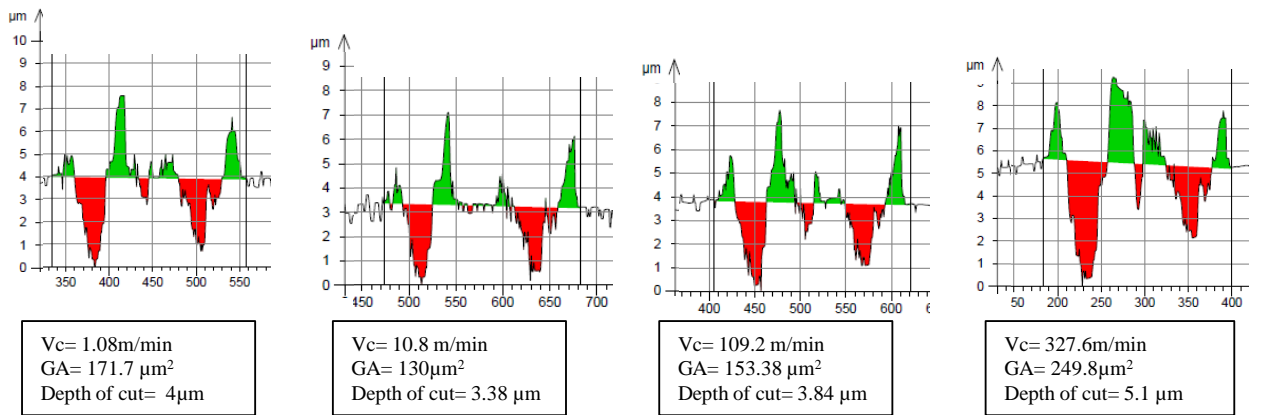 µm
10
9
8
7
6
5
4
3
2
1
0
350 400 450 500 550
Vc= 1.08m/min
GA= 171.7 µm²
Depth of cut= 4µm
µm
8
7
6
5
4
3
2
1
0
450 500 550 600 650 700
Vc= 10.8 m/min
GA= 130µm²
Depth of cut= 3.38 µm
µm
8
7
6
5
4
3
2
1
0
400 450 500 550 600 6
Vc= 109.2 m/min
GA= 153.38 µm²
Depth of cut= 3.84 µm
µm
9
8
7
6
5
4
3
2
1
50 200 250 300 350 400
Vc= 327.6m/min
GA= 249.8µm²
Depth of cut= 5.1 µm